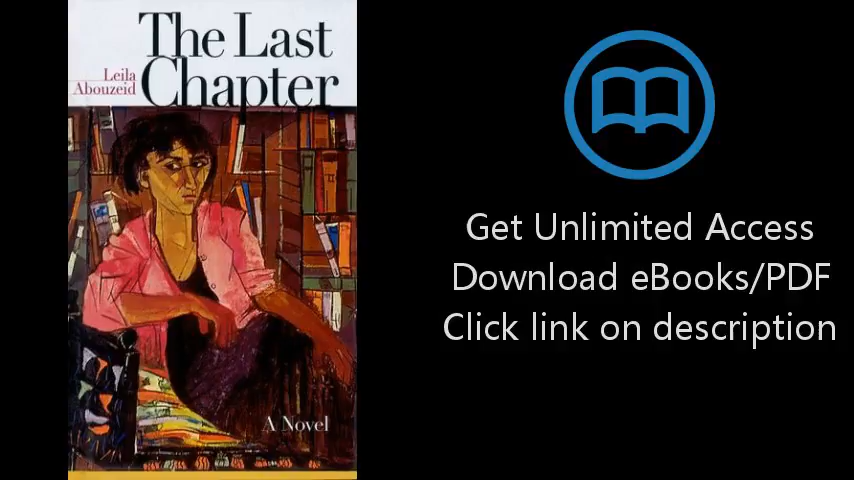 The Last
Chapter
Leila
Abouzeid
A Novel
Get Unlimited Access
Download eBooks/PDF
Click link on description